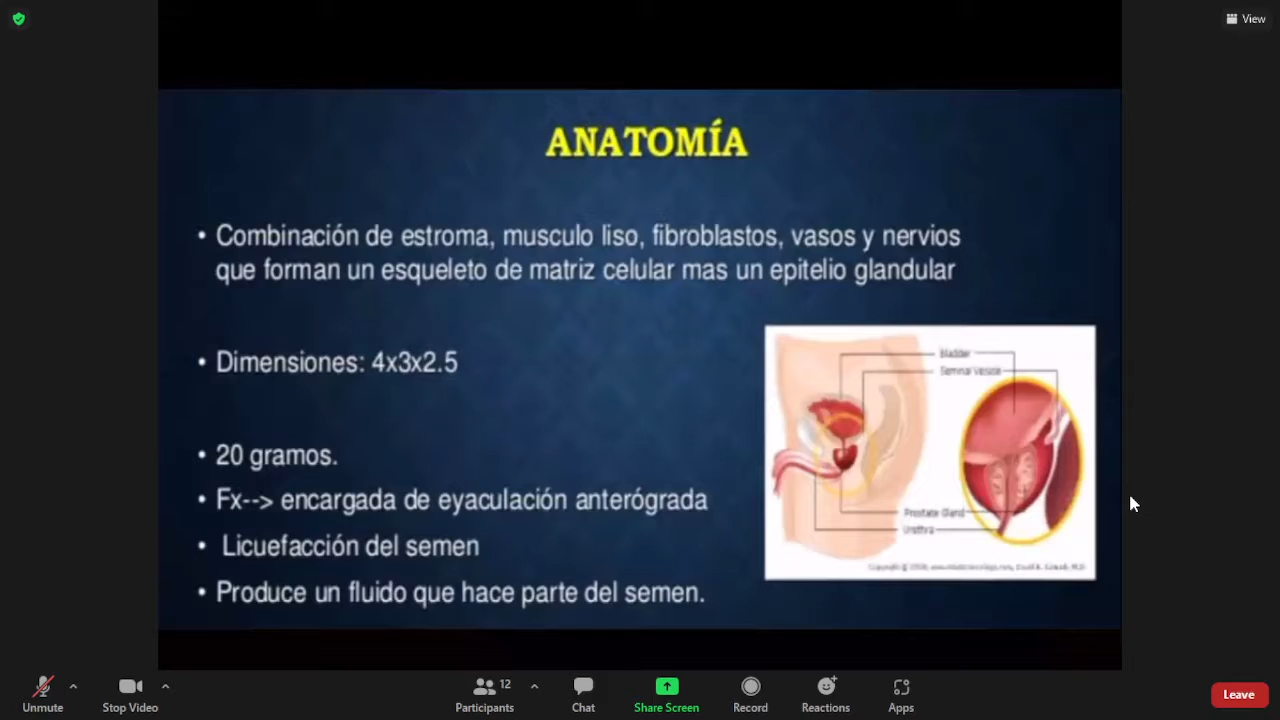 View
ANATOMÍA
• Combinación de estroma, musculo liso, fibroblastos, vasos y nervios
que forman un esqueleto de matriz celular mas un epitelio glandular
• Dimensiones: 4x3x2.5
• 20 gramos.
• Fx--> encargada de eyaculación anterógrada
• Licuefacción del semen
• Produce un fluido que hace parte del semen.
Bladder
Seminal Vesicle
Prostate Gland
Urethra
Unmute
Stop Video
Participants
12
Chat
Share Screen
Record
Reactions
Apps
Leave